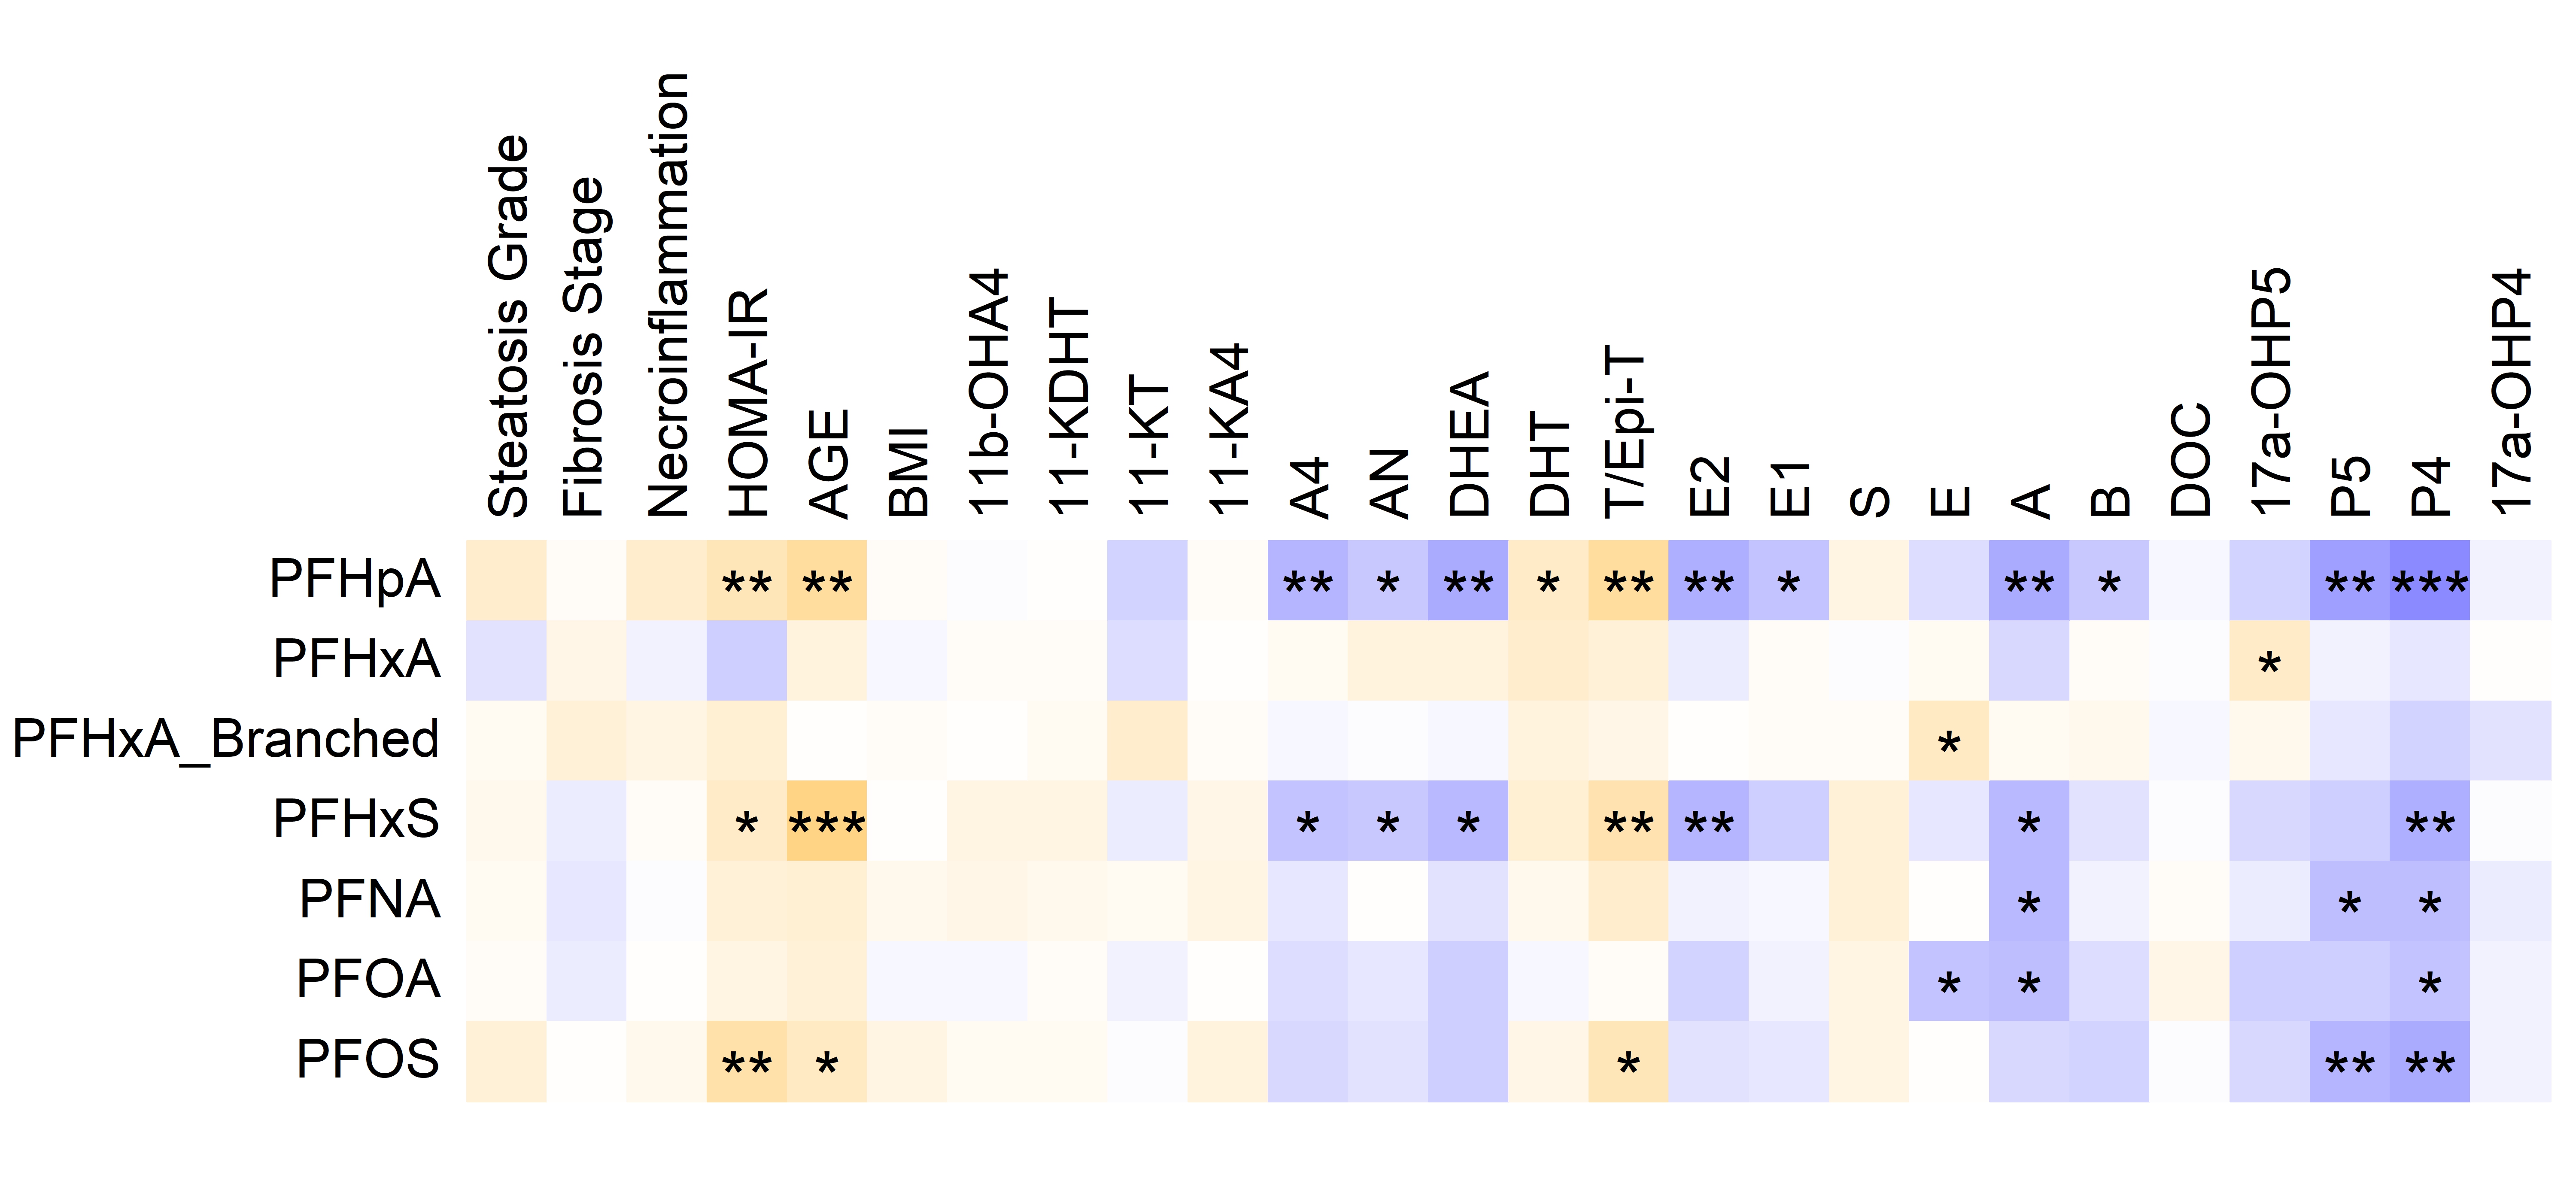 Steatosis Grade
Fibrosis Stage
Necroinflammation
HOMA-IR
AGE
BMI
11b-OHA4
11-KDHT
11-KT
11-KA4
A4
AN
DHEA
DHT
T/Epi-T
E2
E1
S
E
A
B
DOC
17a-OHP5
P5
P4
17a-OHP4
PFHpA ** ** ** * ** * ** ** * ** * ** ***
PFHxA *
PFHxA_Branched *
PFHxS * *** * * * ** ** * **
PFNA * * *
PFOA * * *
PFOS ** * * ** **